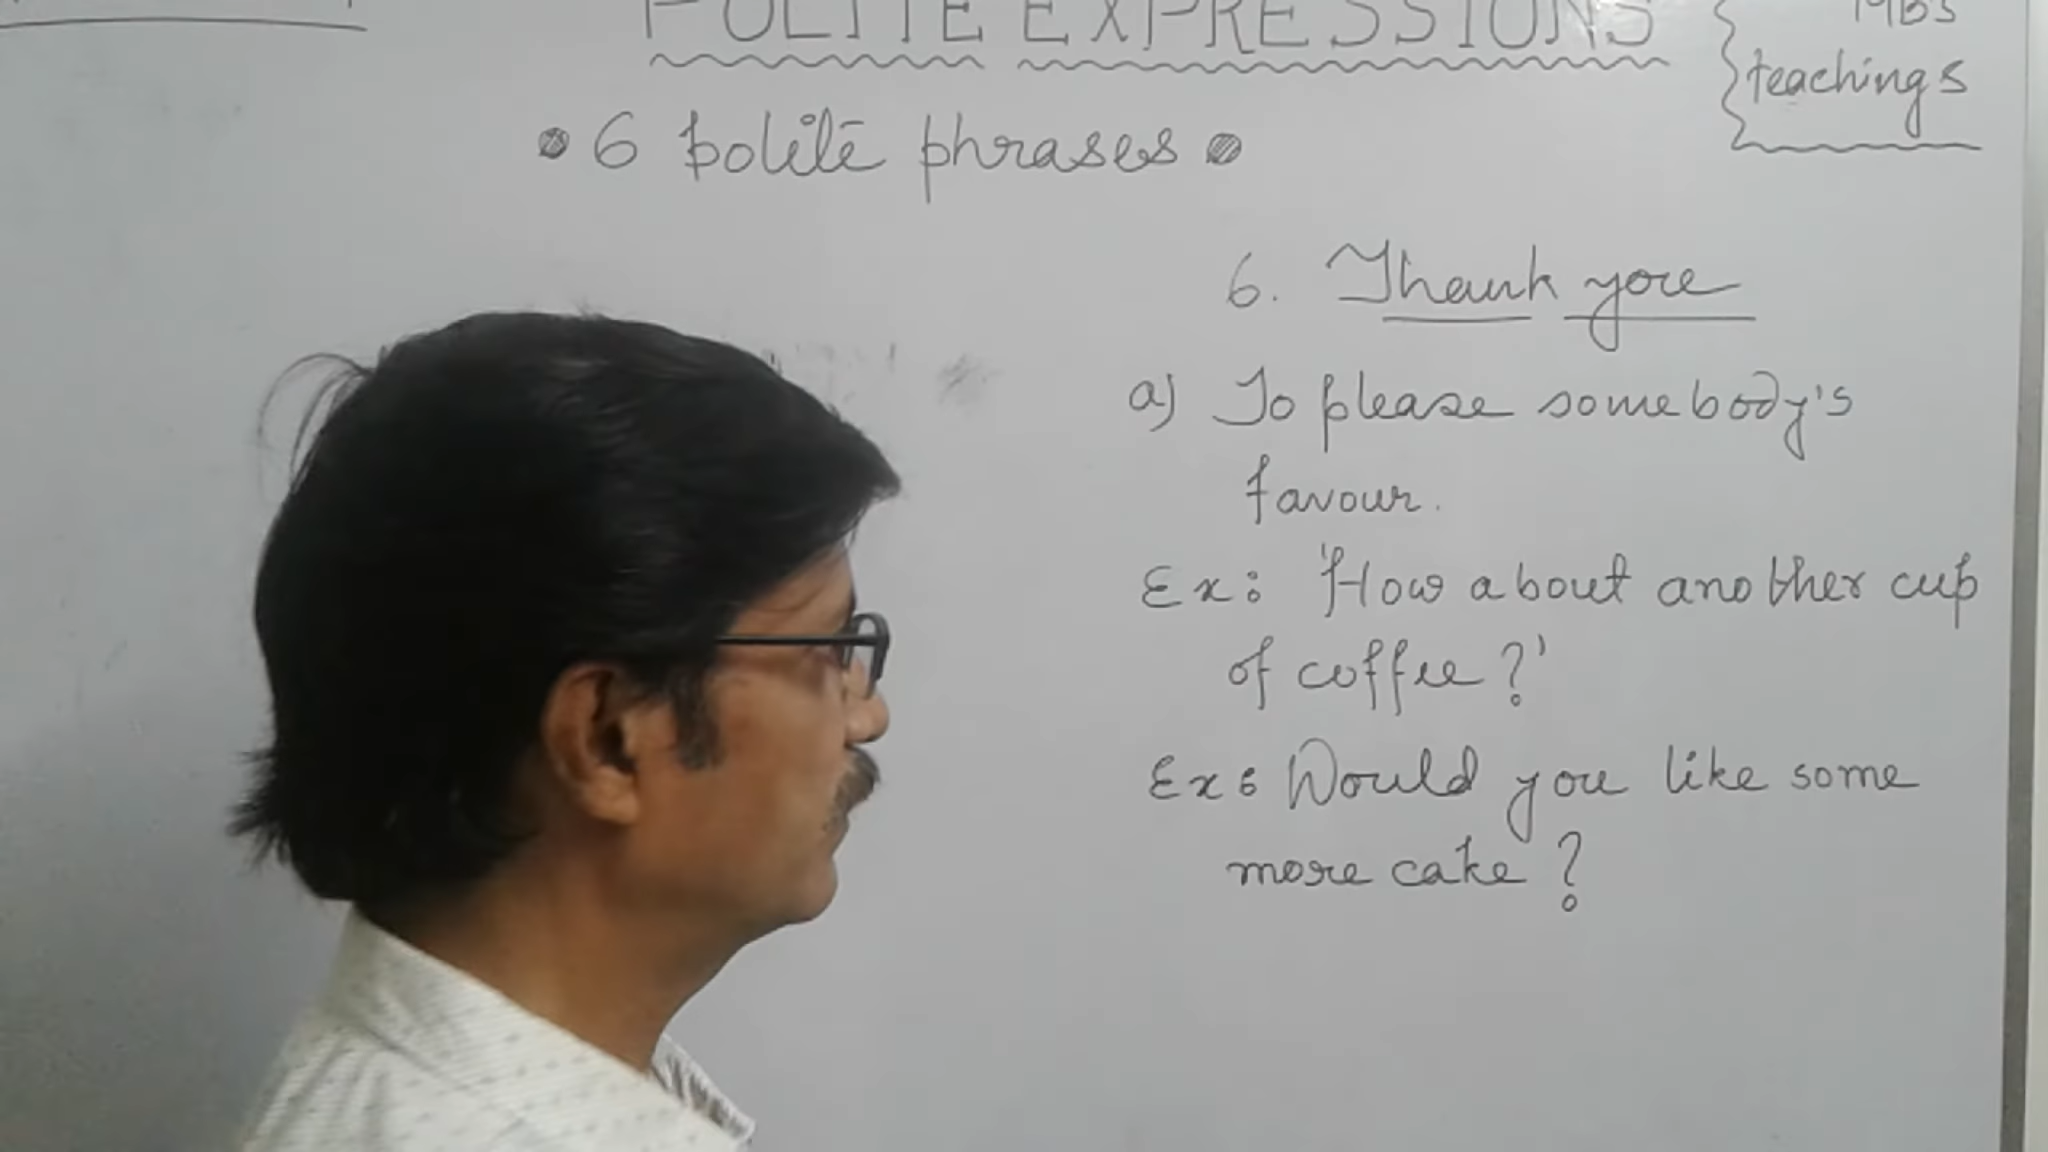 POLITE EXPRESSIONS
MB's
teachings
6 polite phrases
6. Thank you
a) To please somebody's
favour.
Ex: 'How about another cup
of coffee?'
Ex: Would you like some
more cake?